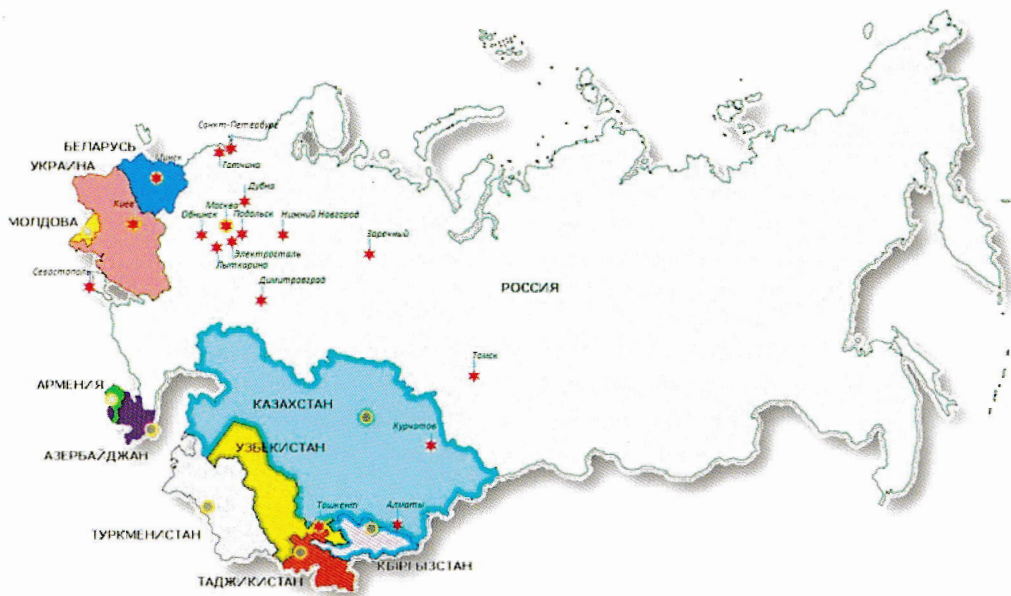 Санкт-Петербург
БЕЛАРУСЬ
Гатчина
УКРАИНА
Минск
Дубна
Киев
Москва
МОЛДОВА
Обнинск
Подольск
Нижний Новгород
Заречный
Электросталь
Лыткарино
Севастополь
Димитровград
РОССИЯ
Томск
АРМЕНИЯ
КАЗАХСТАН
Курчатов
АЗЕРБАЙДЖАН
УЗБЕКИСТАН
Ташкент
Алматы
ТУРКМЕНИСТАН
КЫРГЫЗСТАН
ТАДЖИКИСТАН